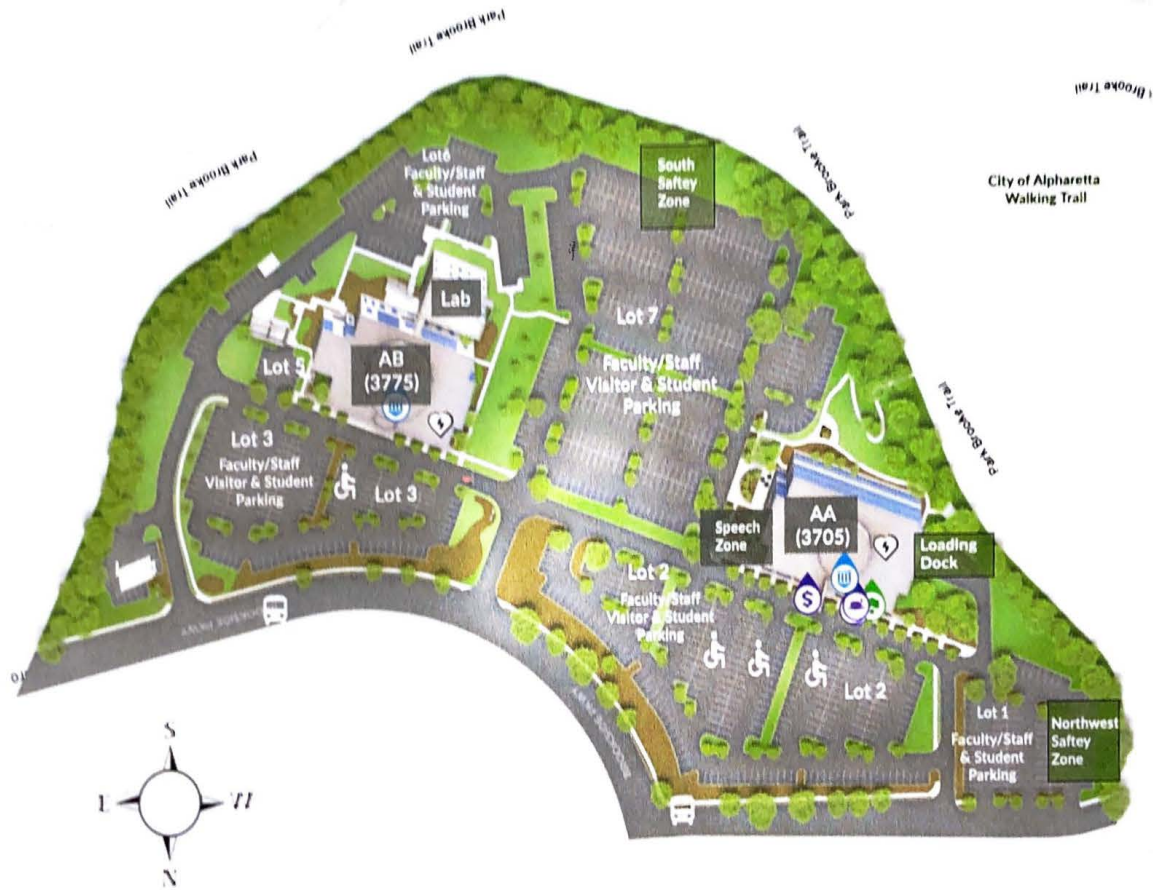 Park Brooke Trail
Brooke Trail
Park Brooke Trail
Park Brooke Trail
City of Alpharetta
Walking Trail
Lot6
Faculty/Staff
& Student
Parking
South
Saftey
Zone
Lab
Lot 7
Faculty/Staff
Visitor & Student
Parking
AB
(3775)
Lot 5
Lot 3
Faculty/Staff
Visitor & Student
Parking
Lot 3
Park Brooke Trail
AA
(3705)
Speech
Zone
Loading
Dock
$
Lot 2
Faculty/Staff
Visitor & Student
Parking
Lot 2
Lot 1
Faculty/Staff
& Student
Parking
Northwest
Saftey
Zone
S
E
W
N